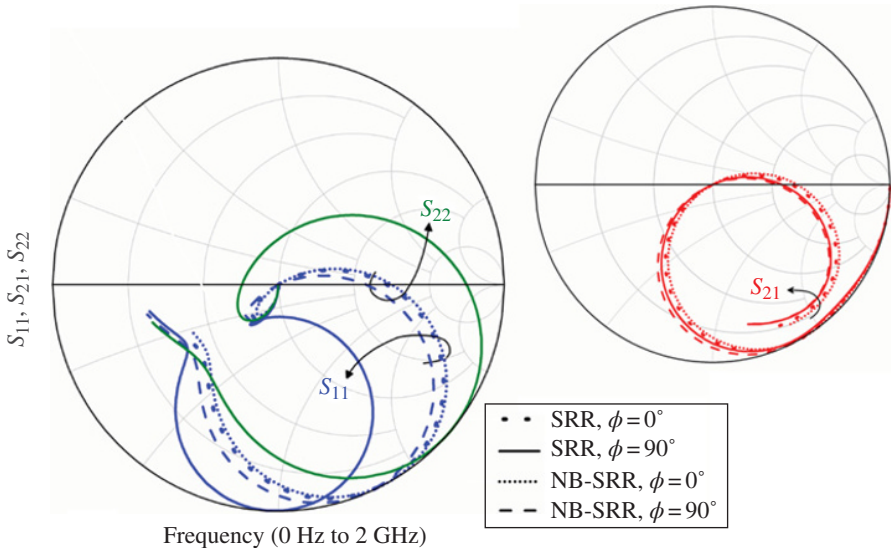 S11, S21, S22
S22
S11
S21
SRR, ϕ = 0°
SRR, ϕ = 90°
NB-SRR, ϕ = 0°
NB-SRR, ϕ = 90°
Frequency (0 Hz to 2 GHz)